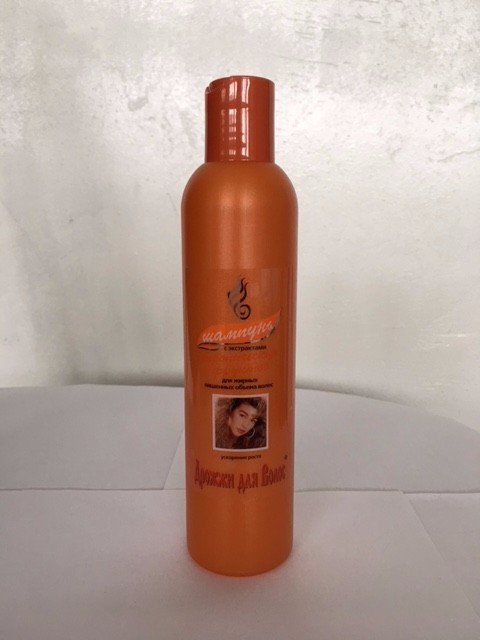 шампунь
с экстрактами
для жирных
лишенных объема волос
ускорение роста
Дрожжи для Волос